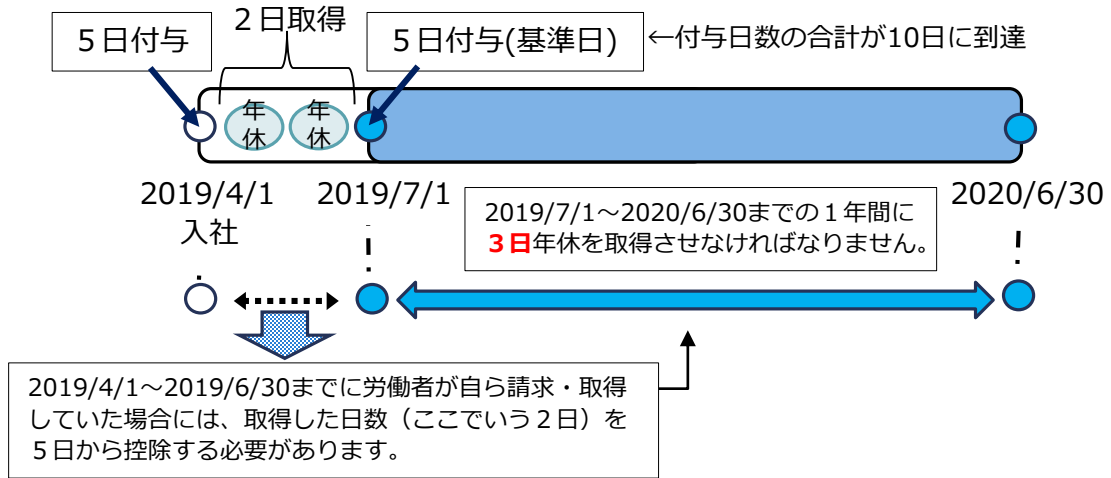 ２日取得
５日付与
５日付与(基準日)
←付与日数の合計が10日に到達
年休
年休
2019/4/1
入社
2019/7/1
2020/6/30
2019/7/1～2020/6/30までの１年間に
３日年休を取得させなければなりません。
2019/4/1～2019/6/30までに労働者が自ら請求・取得
していた場合には、取得した日数（ここでいう２日）を
５日から控除する必要があります。